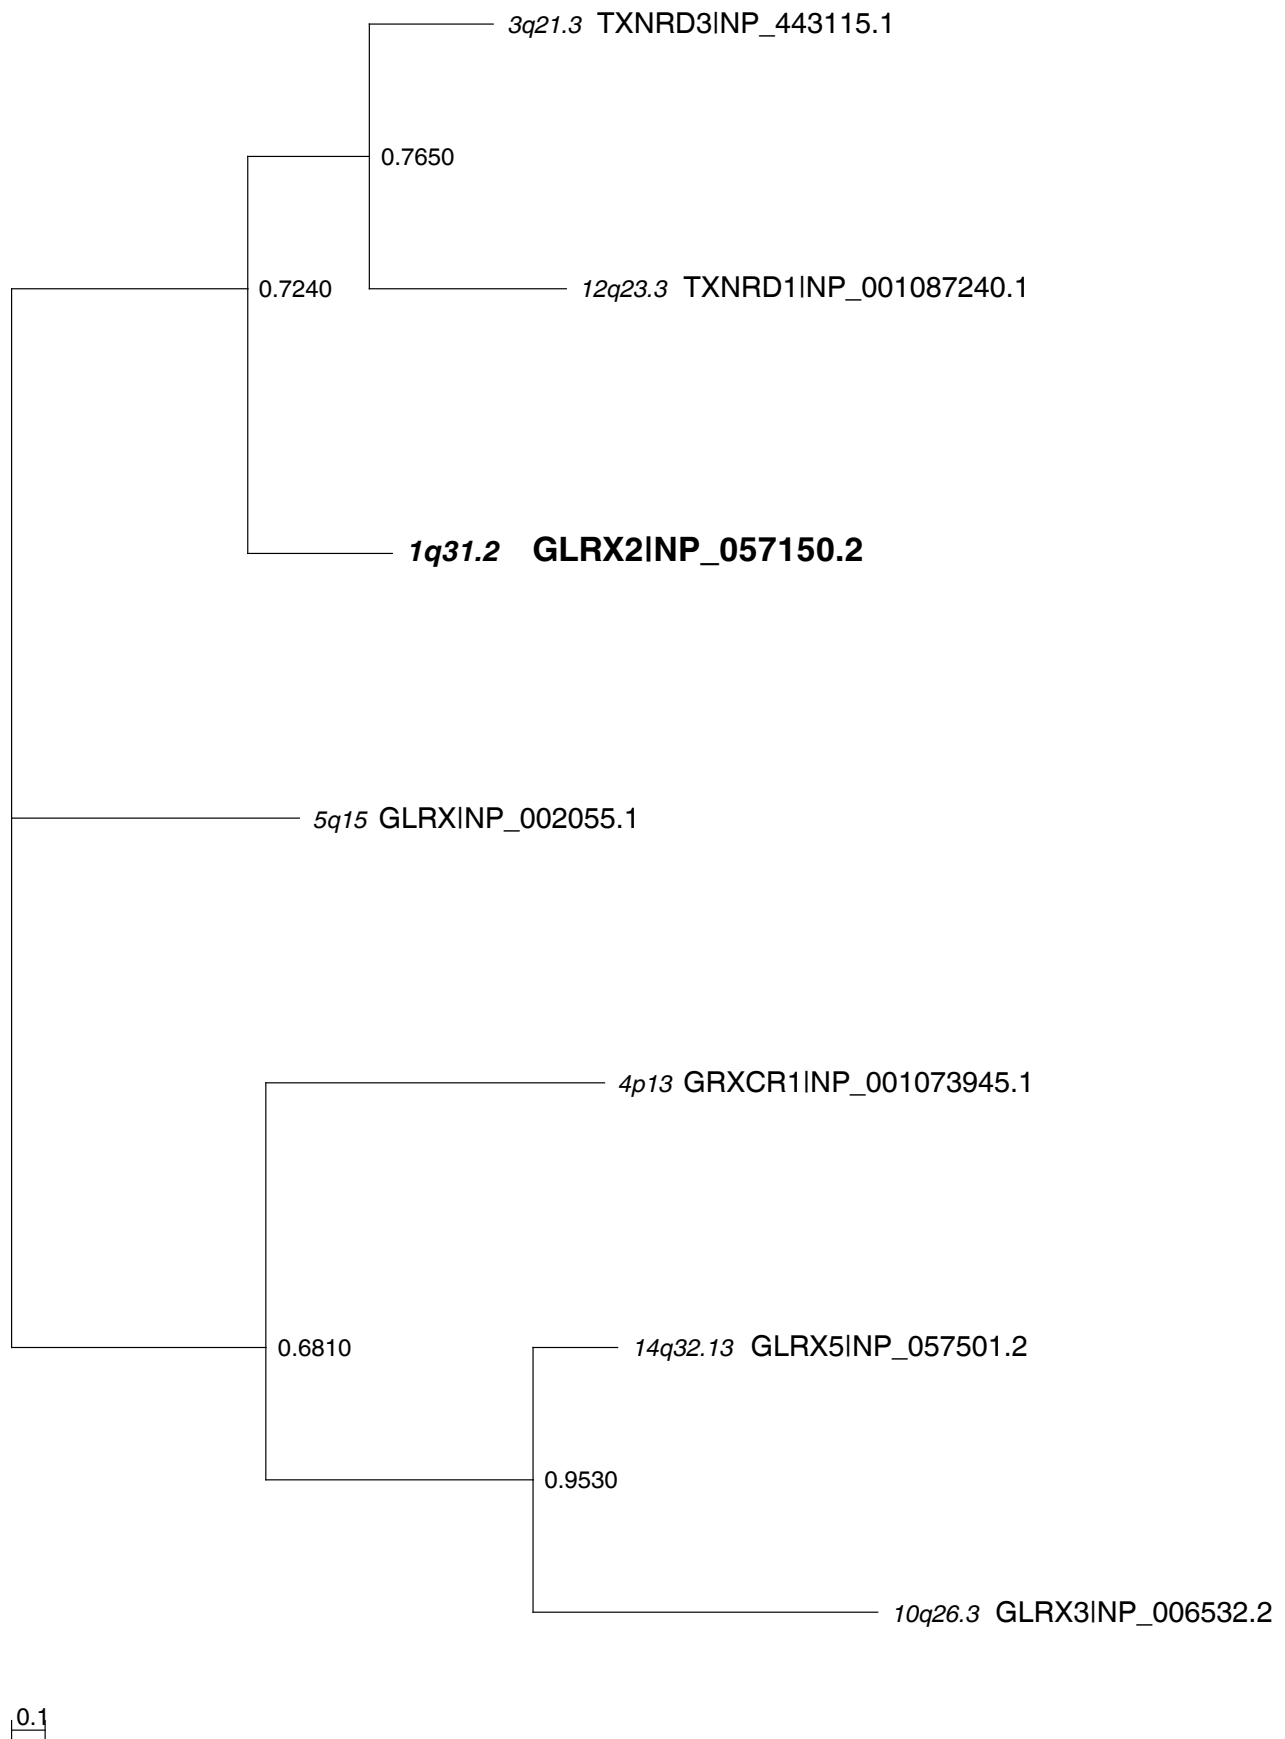 3q21.3 TXNRD3|NP_443115.1
0.7650
0.7240
12q23.3 TXNRD1|NP_001087240.1
1q31.2 GLRX2|NP_057150.2
5q15 GLRX|NP_002055.1
4p13 GRXCR1|NP_001073945.1
0.6810
14q32.13 GLRX5|NP_057501.2
0.9530
10q26.3 GLRX3|NP_006532.2
0.1